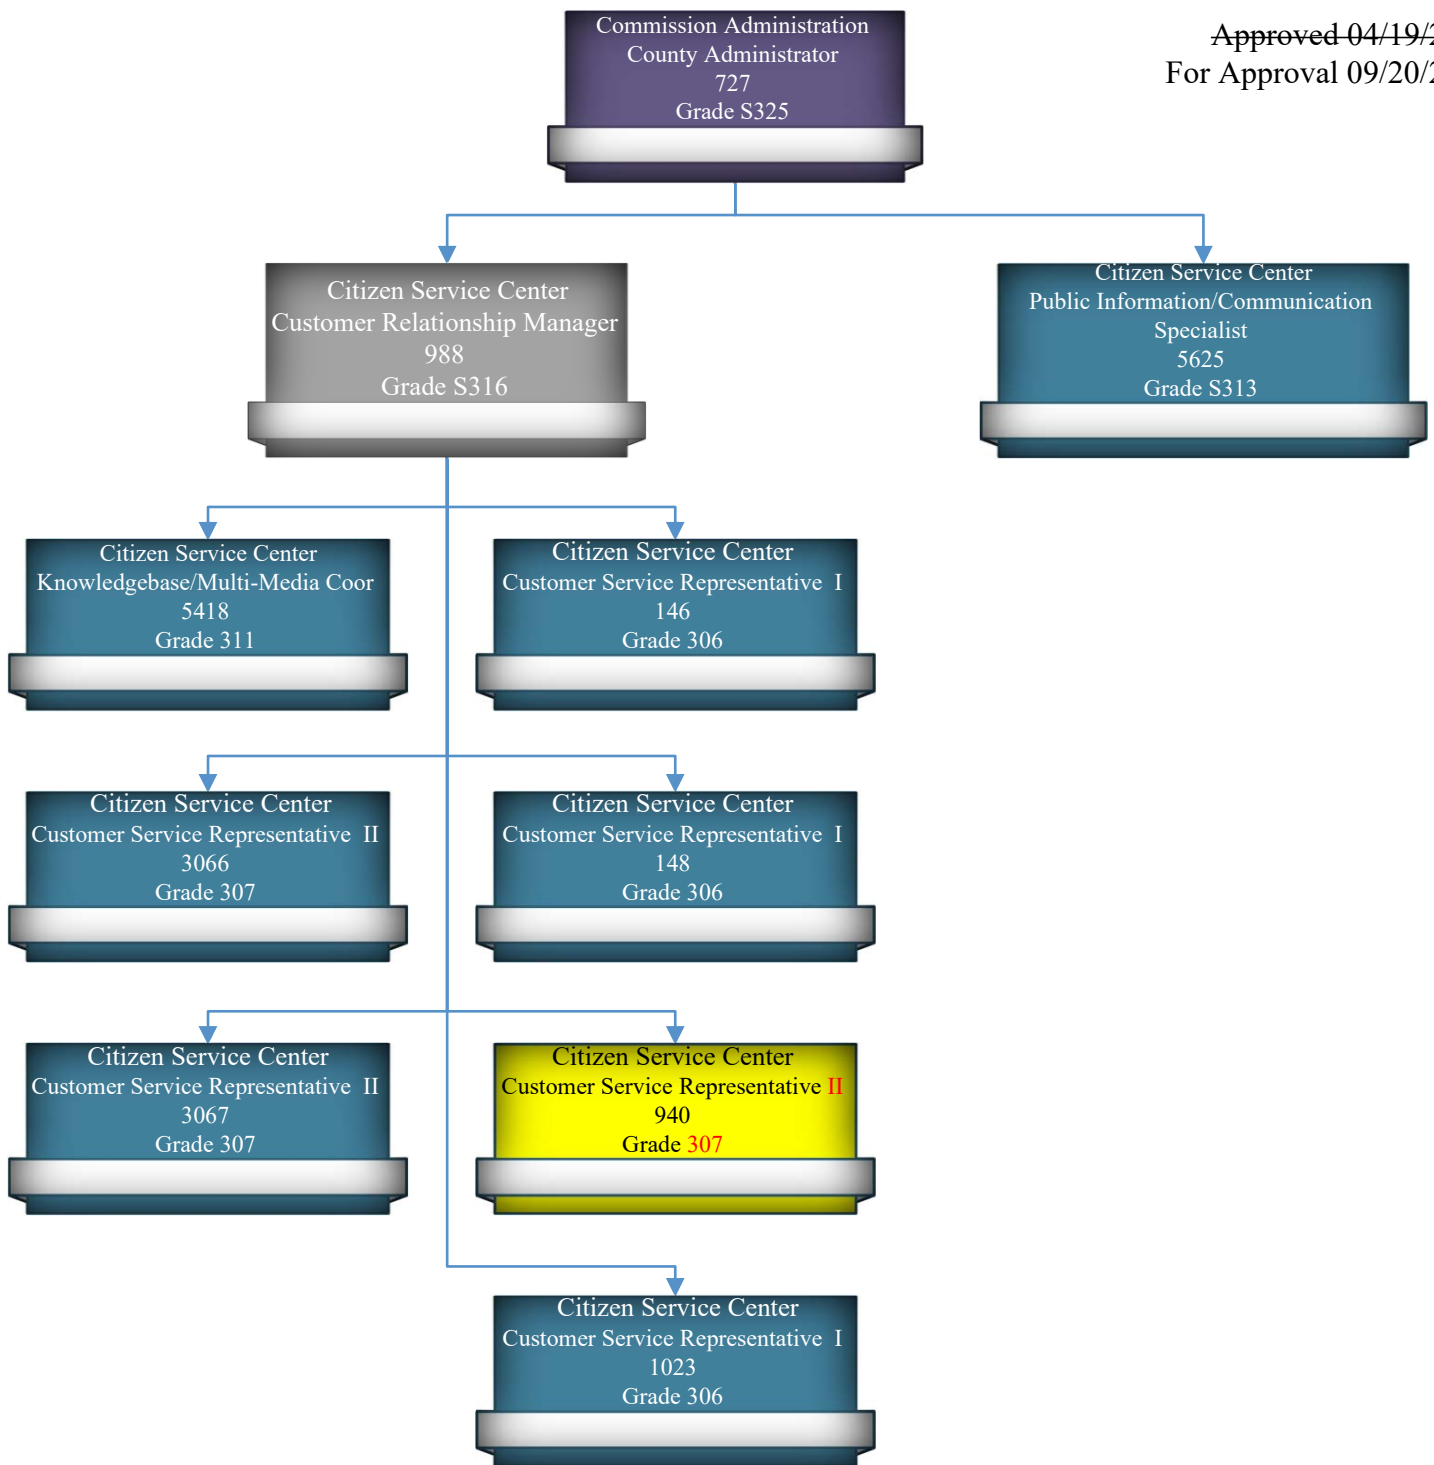 Commission Administration
County Administrator
727
Grade S325
Approved 04/19/2
For Approval 09/20/2
Citizen Service Center
Customer Relationship Manager
988
Grade S316
Citizen Service Center
Public Information/Communication
Specialist
5625
Grade S313
Citizen Service Center
Knowledgebase/Multi-Media Coor
5418
Grade 311
Citizen Service Center
Customer Service Representative I
146
Grade 306
Citizen Service Center
Customer Service Representative II
3066
Grade 307
Citizen Service Center
Customer Service Representative I
148
Grade 306
Citizen Service Center
Customer Service Representative II
3067
Grade 307
Citizen Service Center
Customer Service Representative II
940
Grade 307
Citizen Service Center
Customer Service Representative I
1023
Grade 306